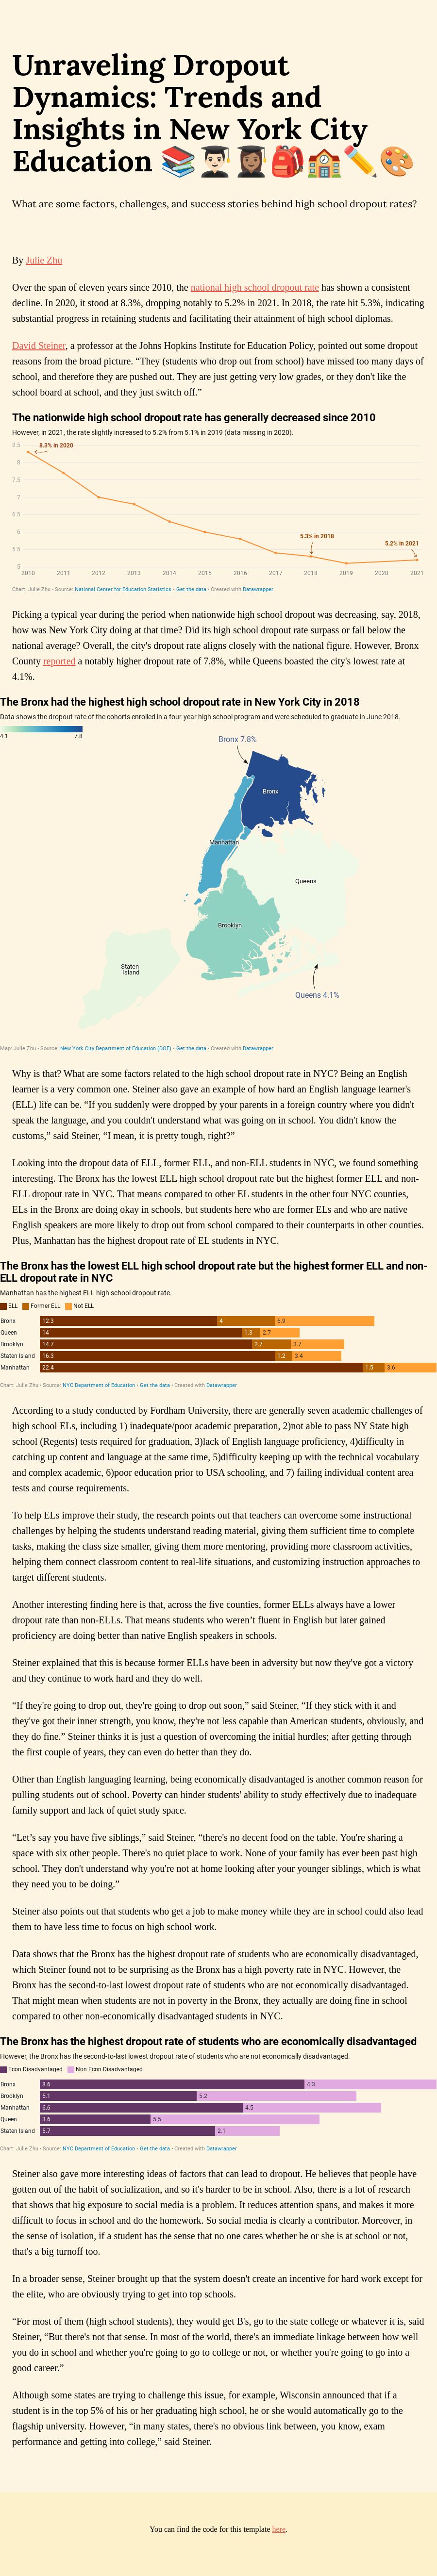 Unraveling Dropout
Dynamics: Trends and
Insights in New York City
Education 📚👨🏻‍🎓👩🏽‍🎓🎒🏫✏️🎨
What are some factors, challenges, and success stories behind high school dropout rates?
By Julie Zhu
Over the span of eleven years since 2010, the national high school dropout rate has shown a consistent
decline. In 2020, it stood at 8.3%, dropping notably to 5.2% in 2021. In 2018, the rate hit 5.3%, indicating
substantial progress in retaining students and facilitating their attainment of high school diplomas.
David Steiner, a professor at the Johns Hopkins Institute for Education Policy, pointed out some dropout
reasons from the broad picture. “They (students who drop out from school) have missed too many days of
school, and therefore they are pushed out. They are just getting very low grades, or they don't like the
school board at school, and they just switch off.”
The nationwide high school dropout rate has generally decreased since 2010
However, in 2021, the rate slightly increased to 5.2% from 5.1% in 2019 (data missing in 2020).
8.5
8.3% in 2020
8
7.5
7
6.5
6
5.3% in 2018
5.5
5.2% in 2021
5
2010 2011 2012 2013 2014 2015 2016 2017 2018 2019 2020 2021
Chart: Julie Zhu • Source: National Center for Education Statistics • Get the data • Created with Datawrapper
Picking a typical year during the period when national high school dropout was decreasing, say, 2018,
how was New York City doing at that time? Did its high school dropout rate surpass or fall below the
national average? Overall, the city's dropout rate aligns closely with the national figure. However, Bronx
County reported a notably higher dropout rate of 7.8%, while Queens boasted the city's lowest rate at
4.1%.
The Bronx had the highest high school dropout rate in New York City in 2018
Data shows the dropout rate of the cohorts enrolled in a four-year high school program and were scheduled to graduate in June 2018.
4.1 7.8
Bronx 7.8%
Bronx
Manhattan
Queens
Brooklyn
Staten
Island
Queens 4.1%
Map: Julie Zhu • Source: New York City Department of Education (DOE) • Get the data • Created with Datawrapper
Why is that? What are some factors related to the high school dropout rate in NYC? Being an English
learner is a very common one. Steiner also gave an example of how hard an English language learner's
(ELL) life can be. “If you suddenly were dropped by your parents in a foreign country where you didn't
speak the language, and you couldn't understand what was going on in school. You didn't know the
customs,” said Steiner, “I mean, it is pretty tough, right?”
Looking into the dropout data of ELL, former ELL, and non-ELL students in NYC, we found something
interesting. The Bronx has the lowest ELL high school dropout rate but the highest former ELL and non-
ELL dropout rate in NYC. That means compared to other EL students in the other four NYC counties,
ELs in the Bronx are doing okay in schools, but students here who are former ELs and who are native
English speakers are more likely to drop out from school compared to their counterparts in other counties.
Plus, Manhattan has the highest dropout rate of EL students in NYC.
The Bronx has the lowest ELL high school dropout rate but the highest former ELL and non-
ELL dropout rate in NYC
Manhattan has the highest ELL high school dropout rate.
ELL Former ELL Not ELL
Bronx 12.3 4 6.9
Queen 14 1.3 2.7
Brooklyn 14.7 2.7 3.7
Staten Island 16.3 1.2 3.4
Manhattan 22.4 1.5 3.6
Chart: Julie Zhu • Source: NYC Department of Education • Get the data • Created with Datawrapper
According to a study conducted by Fordham University, there are generally seven academic challenges of
high school ELs, including 1) inadequate/poor academic preparation, 2)not able to pass NY State High
school (Regents) tests required for graduation, 3)lack of English language proficiency, 4)difficulty in
catching up content and language at the same time, 5)difficulty keeping up with the technical vocabulary
and complex academic, 6)poor education prior to USA schooling, and 7) failing individual content area
tests and course requirements.
To help ELs improve their study, the research points out that teachers can overcome some instructional
challenges by helping the students understand reading material, giving them sufficient time to complete
tasks, making the class size smaller, giving them more mentoring, providing more classroom activities,
helping them connect classroom content to real-life situations, and customizing instruction approaches to
target different students.
Another interesting finding here is that, across the five counties, former ELLs always have a lower
dropout rate than non-ELLs. That means students who weren’t fluent in English but later gained
proficiency are doing better than native English speakers in schools.
Steiner explained that this is because former ELLs have been in adversity but now they've got a victory
and they continue to work hard and they do well.
“If they're going to drop out, they're going to drop out soon,” said Steiner, “If they stick with it and
they've got their inner strength, you know, they're not less capable than American students, obviously, and
they do fine.” Steiner thinks it is just a question of overcoming the initial hurdles; after getting through
the first couple of years, they can even do better than they do.
Other than English languaging learning, being economically disadvantaged is another common reason for
pulling students out of school. Poverty can hinder students' ability to study effectively due to inadequate
family support and lack of quiet study space.
“Let’s say you have five siblings,” said Steiner, “there's no decent food on the table. You're sharing a
space with six other people. There's no quiet place to work. None of your family has ever been past high
school. They don't understand why you're not at home looking after your younger siblings, which is what
they need you to be doing.”
Steiner also points out that students who get a job to make money while they are in school could also lead
them to have less time to focus on high school work.
Data shows that the Bronx has the highest dropout rate of students who are economically disadvantaged,
which Steiner found not to be surprising as the Bronx has a high poverty rate in NYC. However, the
Bronx has the second-to-last lowest dropout rate of students who are not economically disadvantaged.
That might mean when students are not in poverty in the Bronx, they actually are doing fine in school
compared to other non-economically disadvantaged students in NYC.
The Bronx has the highest dropout rate of students who are economically disadvantaged
However, the Bronx has the second-to-last lowest dropout rate of students who are not economically disadvantaged.
Econ Disadvantaged Non Econ Disadvantaged
Bronx 8.6 4.3
Brooklyn 5.1 5.2
Manhattan 6.6 4.5
Queen 3.6 5.5
Staten Island 5.7 2.1
Chart: Julie Zhu • Source: NYC Department of Education • Get the data • Created with Datawrapper
Steiner also gave more interesting ideas of factors that can lead to dropout. He believes that people have
gotten out of the habit of socialization, and so it's harder to be in school. Also, there is a lot of research
that shows that big exposure to social media is a problem. It reduces attention spans, and makes it more
difficult to focus in school and do the homework. So social media is clearly a contributor. Moreover, in
the sense of isolation, if a student has the sense that no one cares whether he or she is at school or not,
that's a big turnoff too.
In a broader sense, Steiner brought up that the system doesn't create an incentive for hard work except for
the elite, who are obviously trying to get into top schools.
“For most of them (high school students), they would get B's, go to the state college or whatever it is, said
Steiner, “But there's not that sense. In most of the world, there's an immediate linkage between how well
you do in school and whether you're going to go to college or not, or whether you're going to go into a
good career.”
Although some states are trying to challenge this issue, for example, Wisconsin announced that if a
student is in the top 5% of his or her graduating high school, he or she would automatically go to the
flagship university. However, “in many states, there's no obvious link between, you know, exam
performance and getting into college,” said Steiner.
You can find the code for this template here.